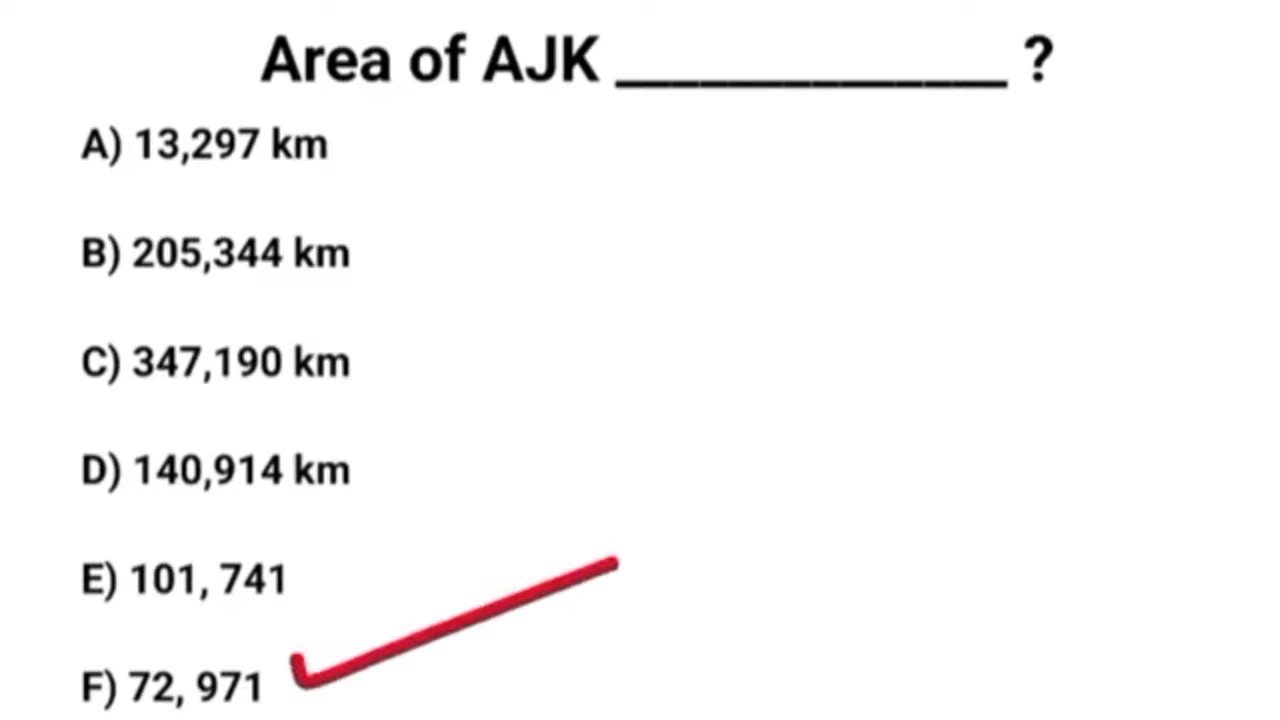 Area of AJK ______________ ?
A) 13,297 km
B) 205,344 km
C) 347,190 km
D) 140,914 km
E) 101, 741
F) 72, 971